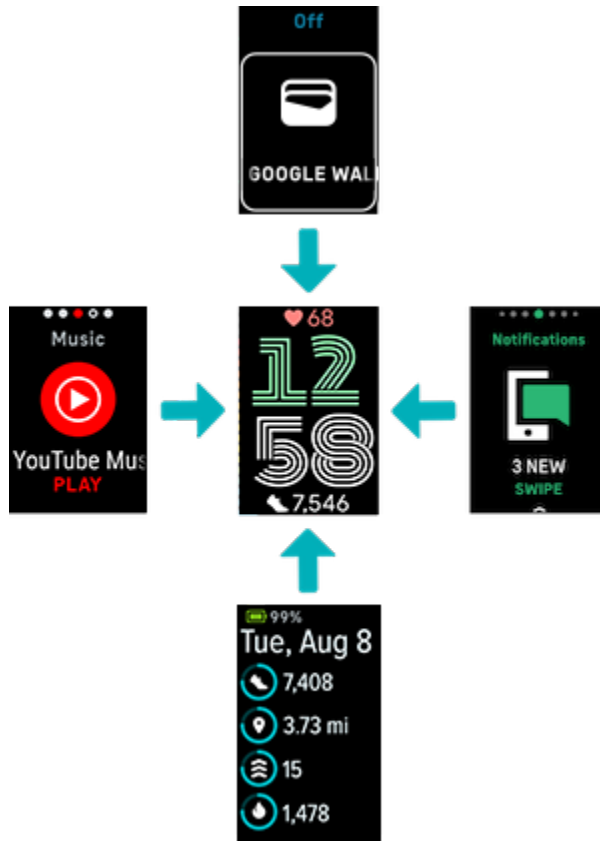 Off
GOOGLE WAL
68
12
58
7,546
Music
YouTube Mus
PLAY
Notifications
3 NEW
SWIPE
99%
Tue, Aug 8
7,408
3.73 mi
15
1,478